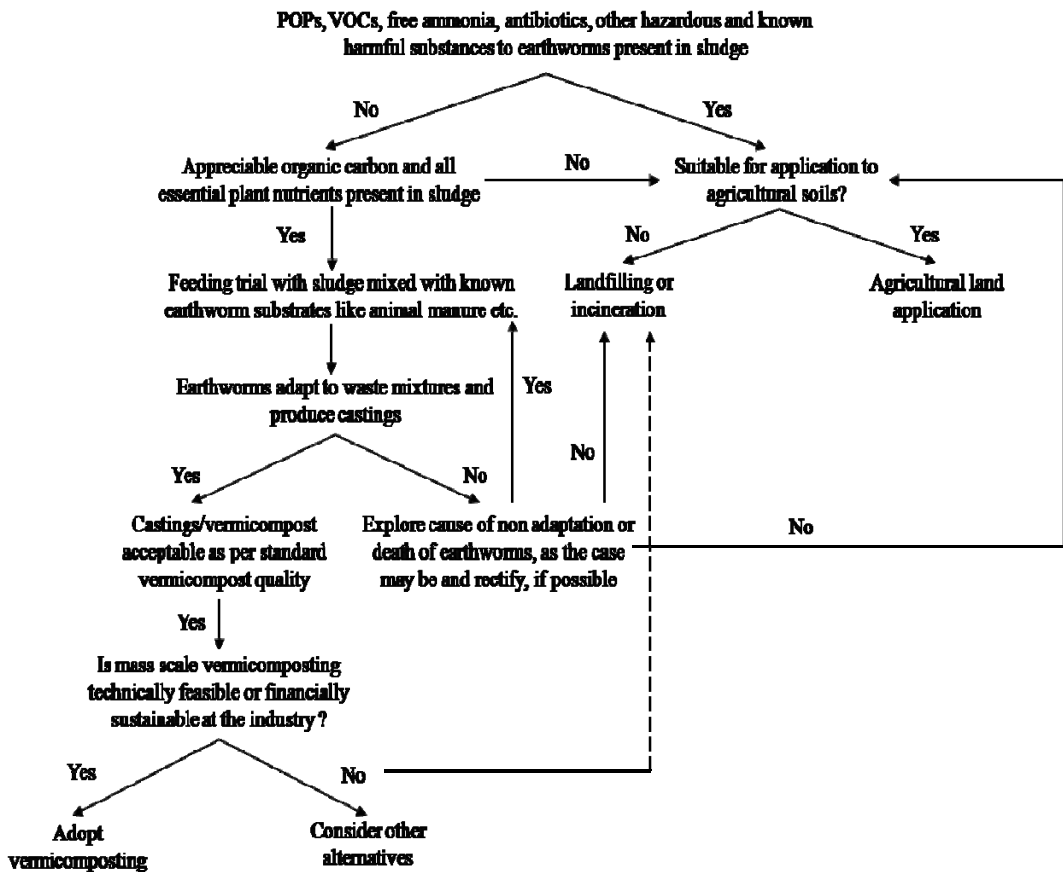 POPs, VOCs, free ammonia, antibiotics, other hazardous and known
harmful substances to earthworms present in sludge
No
Yes
Appreciable organic carbon and all
essential plant nutrients present in sludge
No
Suitable for application to
agricultural soils?
Yes
No
Yes
Feeding trial with sludge mixed with known
earthworm substrates like animal manure etc.
Landfilling or
incineration
Agricultural land
application
Earthworms adapt to waste mixtures and
produce castings
Yes
No
Yes
No
Castings/vermicompost
acceptable as per standard
vermicompost quality
Explore cause of non adaptation or
death of earthworms, as the case
may be and rectify, if possible
No
Yes
Is mass scale vermicomposting
technically feasible or financially
sustainable at the industry ?
Yes
No
Adopt
vermicomposting
Consider other
alternatives